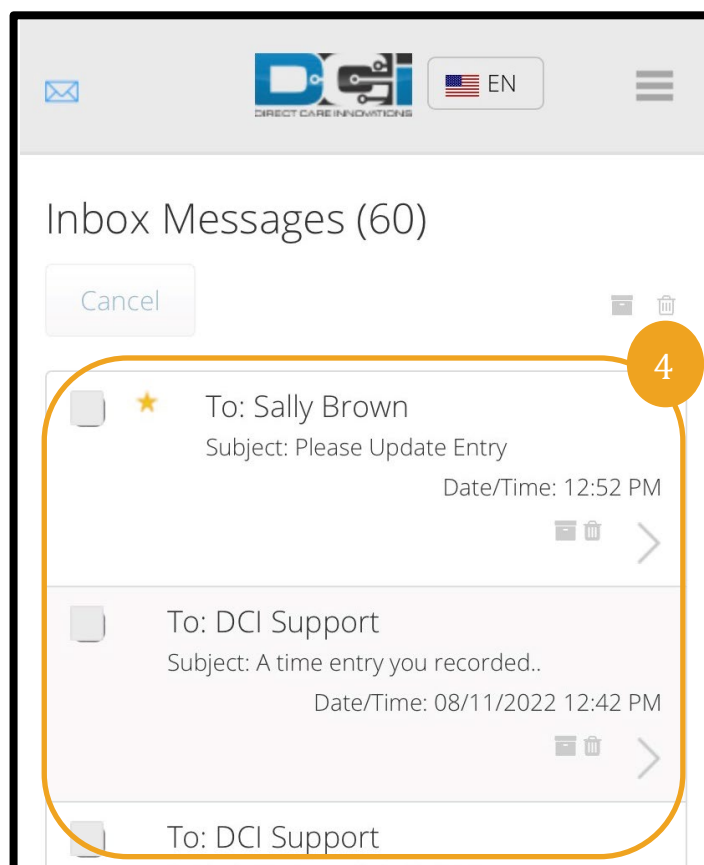 DCI
DIRECT CARE INNOVATIONS
EN
Inbox Messages (60)
Cancel
4
To: Sally Brown
Subject: Please Update Entry
Date/Time: 12:52 PM
To: DCI Support
Subject: A time entry you recorded..
Date/Time: 08/11/2022 12:42 PM
To: DCI Support